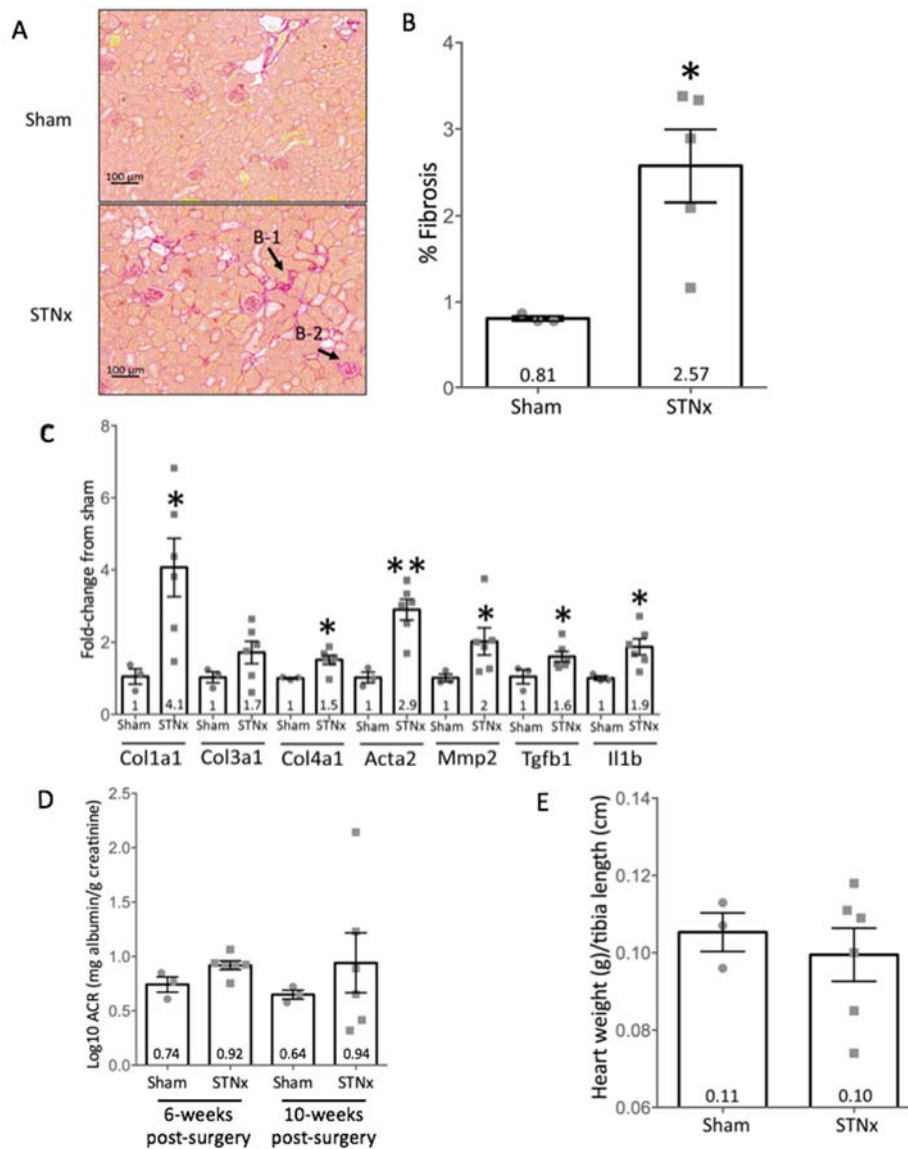 A
Sham
100 µm
STNx
B-1
B-2
100 µm
B
% Fibrosis
4
3
2
1
0
*
0.81
2.57
Sham
STNx
C
Fold-change from sham
8
6
4
2
0
*
*
**
*
*
*
1
4.1
1
1.7
1
1.5
1
2.9
1
2
1
1.6
1
1.9
Sham STNx Sham STNx Sham STNx Sham STNx Sham STNx Sham STNx Sham STNx
Col1a1 Col3a1 Col4a1 Acta2 Mmp2 Tgfb1 Il1b
D
Log10 ACR (mg albumin/g creatinine)
2.5
2.0
1.5
1.0
0.5
0.0
0.74
0.92
0.64
0.94
Sham STNx Sham STNx
6-weeks 10-weeks
post-surgery post-surgery
E
Heart weight (g)/tibia length (cm)
0.14
0.12
0.10
0.08
0.06
0.11
0.10
Sham
STNx